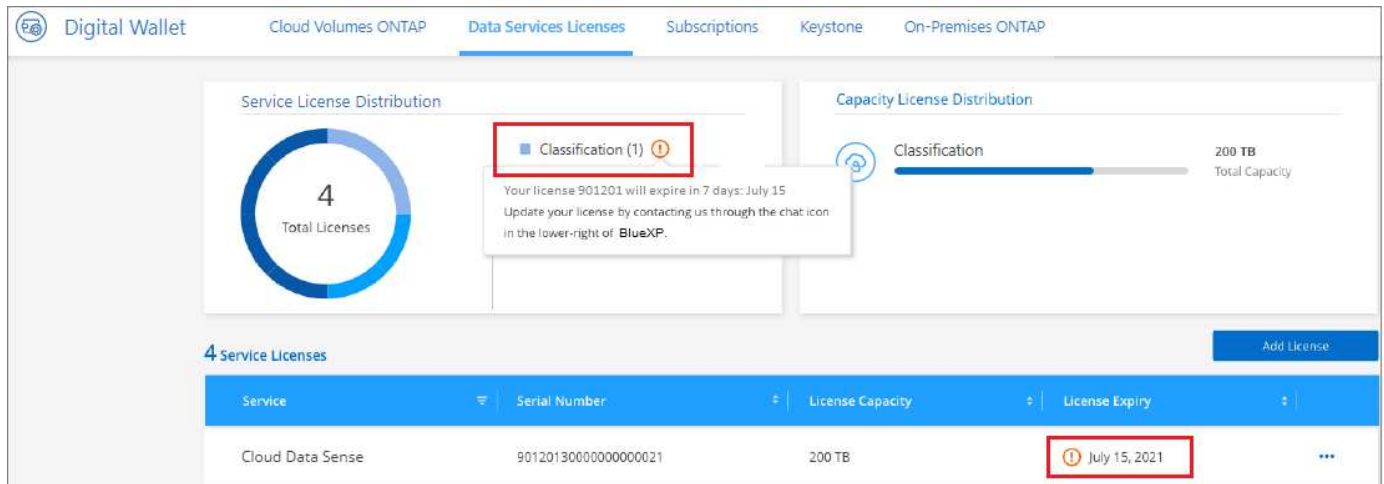 Digital Wallet Cloud Volumes ONTAP Data Services Licenses Subscriptions Keystone On-Premises ONTAP
Service License Distribution
4
Total Licenses
Classification (1)
Your license 901201 will expire in 7 days: July 15
Update your license by contacting us through the chat icon
in the lower-right of BlueXP.
Capacity License Distribution
Classification
200 TB
Total Capacity
4 Service Licenses
Add License
Service Serial Number License Capacity License Expiry
Cloud Data Sense 90120130000000000021 200 TB July 15, 2021